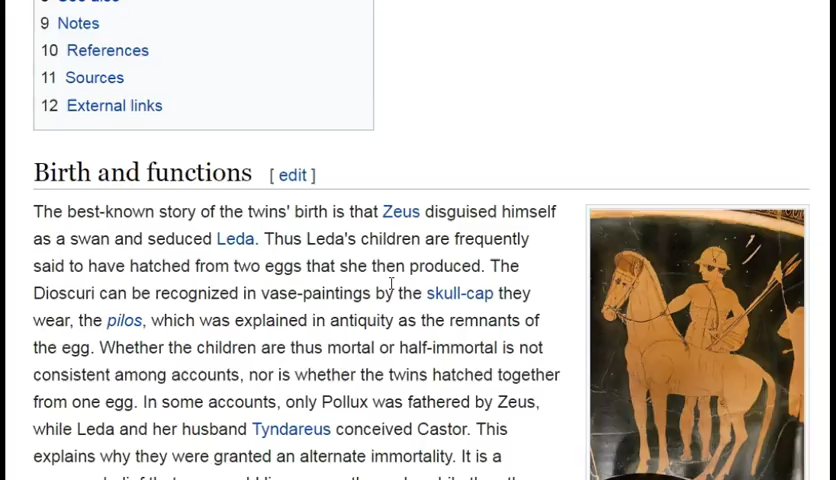 9 Notes
10 References
11 Sources
12 External links
Birth and functions [ edit ]
The best-known story of the twins' birth is that Zeus disguised himself
as a swan and seduced Leda. Thus Leda's children are frequently
said to have hatched from two eggs that she then produced. The
Dioscuri can be recognized in vase-paintings by the skull-cap they
wear, the pilos, which was explained in antiquity as the remnants of
the egg. Whether the children are thus mortal or half-immortal is not
consistent among accounts, nor is whether the twins hatched together
from one egg. In some accounts, only Pollux was fathered by Zeus,
while Leda and her husband Tyndareus conceived Castor. This
explains why they were granted an alternate immortality. It is a